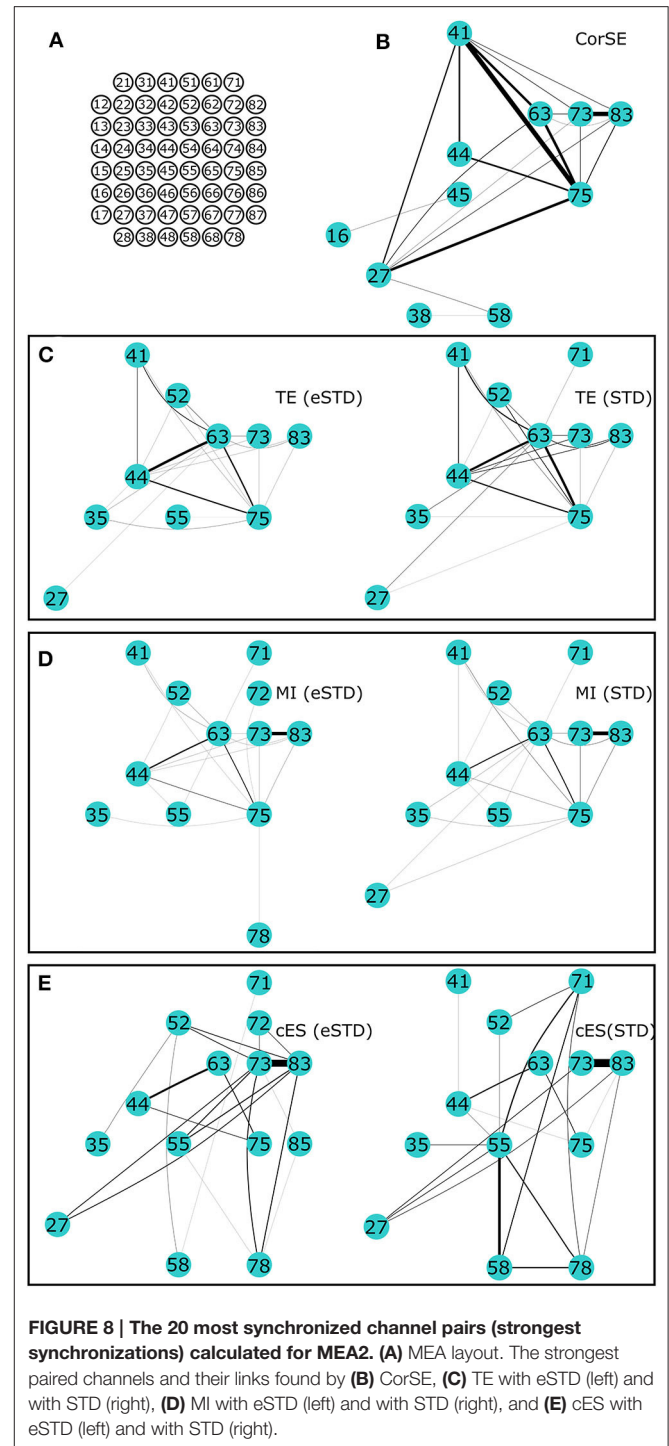 A
21 31 41 51 61 71
12 22 32 42 52 62 72 82
13 23 33 43 53 63 73 83
14 24 34 44 54 64 74 84
15 25 35 45 55 65 75 85
16 26 36 46 56 66 76 86
17 27 37 47 57 67 77 87
28 38 48 58 68 78
B
CorSE
41
63 73 83
44
45 75
16
27
38 58
C
TE (eSTD)
41
52
63 73 83
44
35 55 75
27
TE (STD)
41 71
52
63 73 83
44
35 55 75
27
D
MI (eSTD)
41 71
52 72
63 73 83
44
35 55 75
78
MI (STD)
41 71
52
63 73 83
44
35 55 75
27
E
cES (eSTD)
71
52 72
63 73 83
44
35 55 75 85
27
58 78
cES(STD)
41 71
52
63 73 83
44
35 55 75
27
58 78
FIGURE 8 | The 20 most synchronized channel pairs (strongest
synchronizations) calculated for MEA2. (A) MEA layout. The strongest
paired channels and their links found by (B) CorSE, (C) TE with eSTD (left) and
with STD (right), (D) MI with eSTD (left) and with STD (right), and (E) cES with
eSTD (left) and with STD (right).